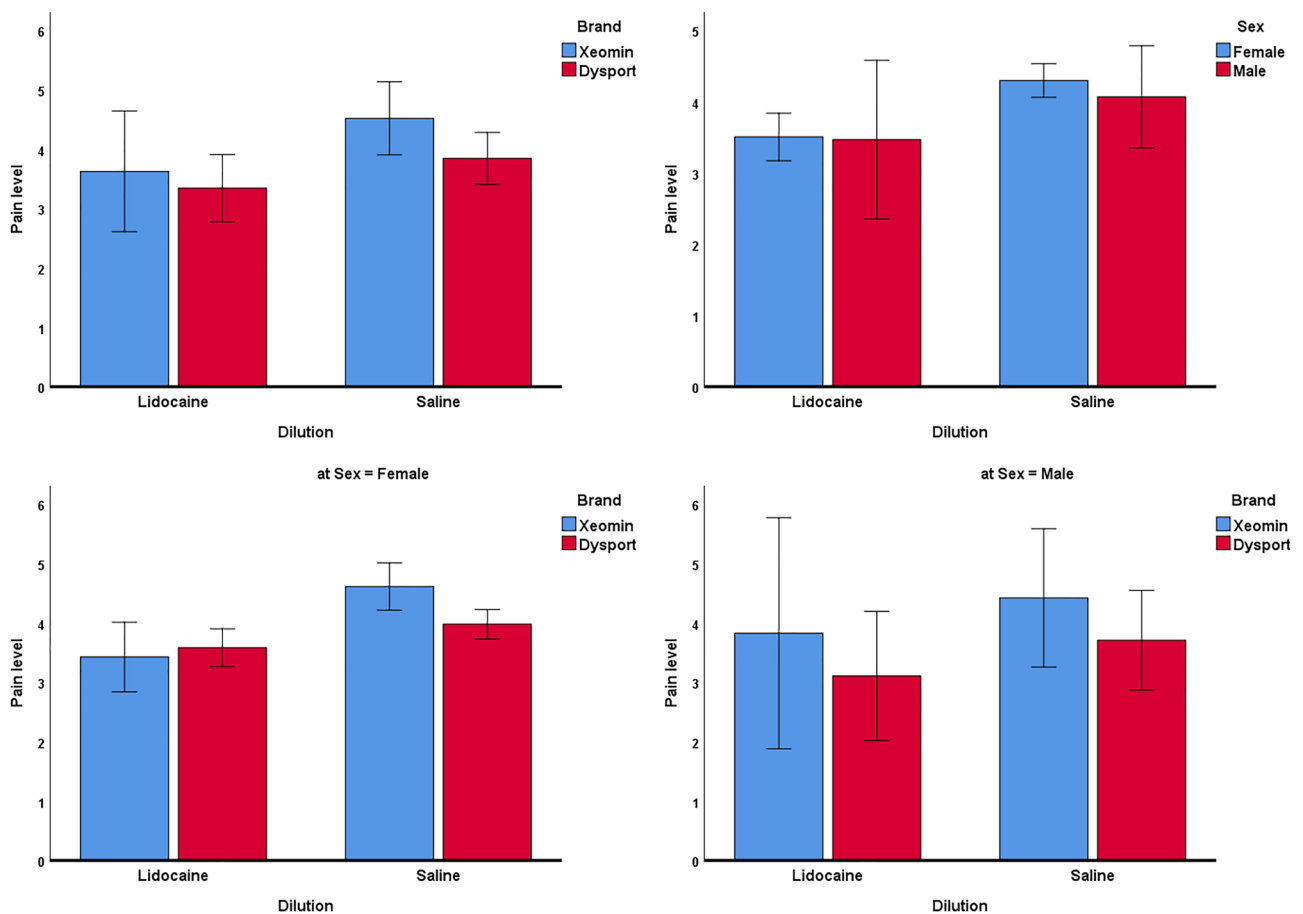 Brand
Xeomin
Dysport
6
5
4
3
2
1
0
Pain level
Lidocaine
Saline
Dilution
Sex
Female
Male
5
4
3
2
1
0
Pain level
Lidocaine
Saline
Dilution
at Sex = Female
Brand
Xeomin
Dysport
6
5
4
3
2
1
0
Pain level
Lidocaine
Saline
Dilution
at Sex = Male
Brand
Xeomin
Dysport
6
5
4
3
2
1
0
Pain level
Lidocaine
Saline
Dilution